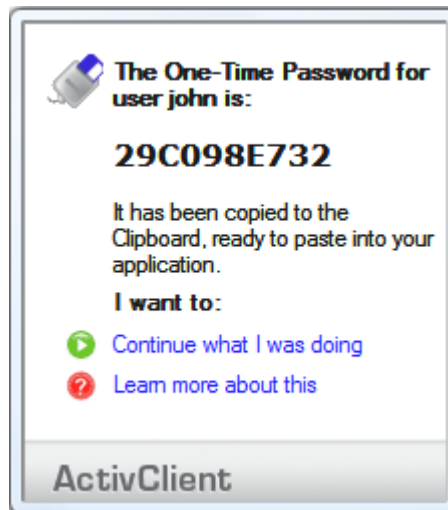 The One-Time Password for
user john is:
29C098E732
It has been copied to the
Clipboard, ready to paste into your
application.
I want to:
Continue what I was doing
Learn more about this
ActivClient